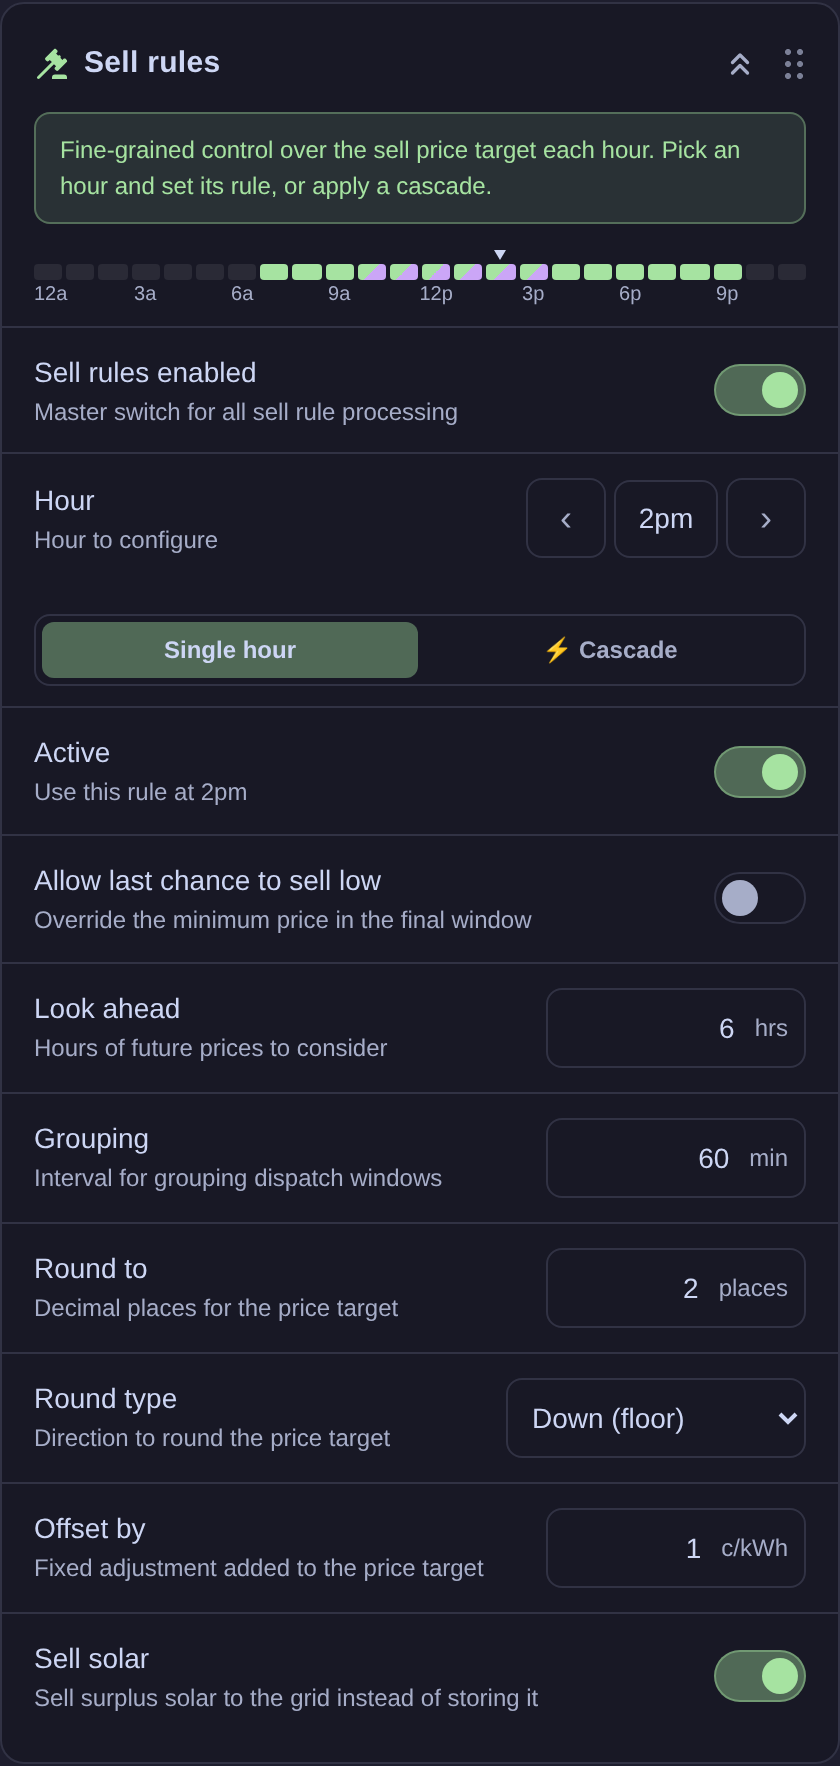 Sell rules
Fine-grained control over the sell price target each hour. Pick an
hour and set its rule, or apply a cascade.
12a 3a 6a 9a 12p 3p 6p 9p
Sell rules enabled
Master switch for all sell rule processing
Hour
Hour to configure
‹ 2pm ›
Single hour ⚡ Cascade
Active
Use this rule at 2pm
Allow last chance to sell low
Override the minimum price in the final window
Look ahead
Hours of future prices to consider
6 hrs
Grouping
Interval for grouping dispatch windows
60 min
Round to
Decimal places for the price target
2 places
Round type
Direction to round the price target
Down (floor)
Offset by
Fixed adjustment added to the price target
1 c/kWh
Sell solar
Sell surplus solar to the grid instead of storing it